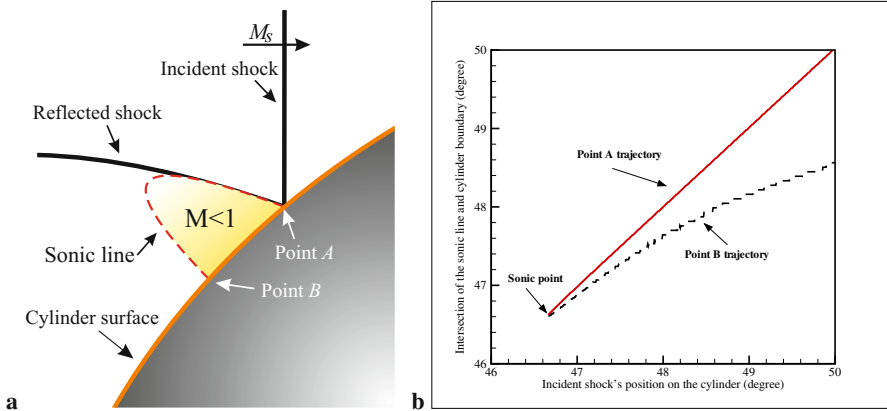 Ms
Incident shock
Reflected shock
M<1
Sonic line
Point A
Point B
Cylinder surface
a
Intersection of the sonic line and cylinder boundary (degree)
50
49
48
47
46
Point A trajectory
Point B trajectory
Sonic point
46 47 48 49 50
Incident shock's position on the cylinder (degree)
b